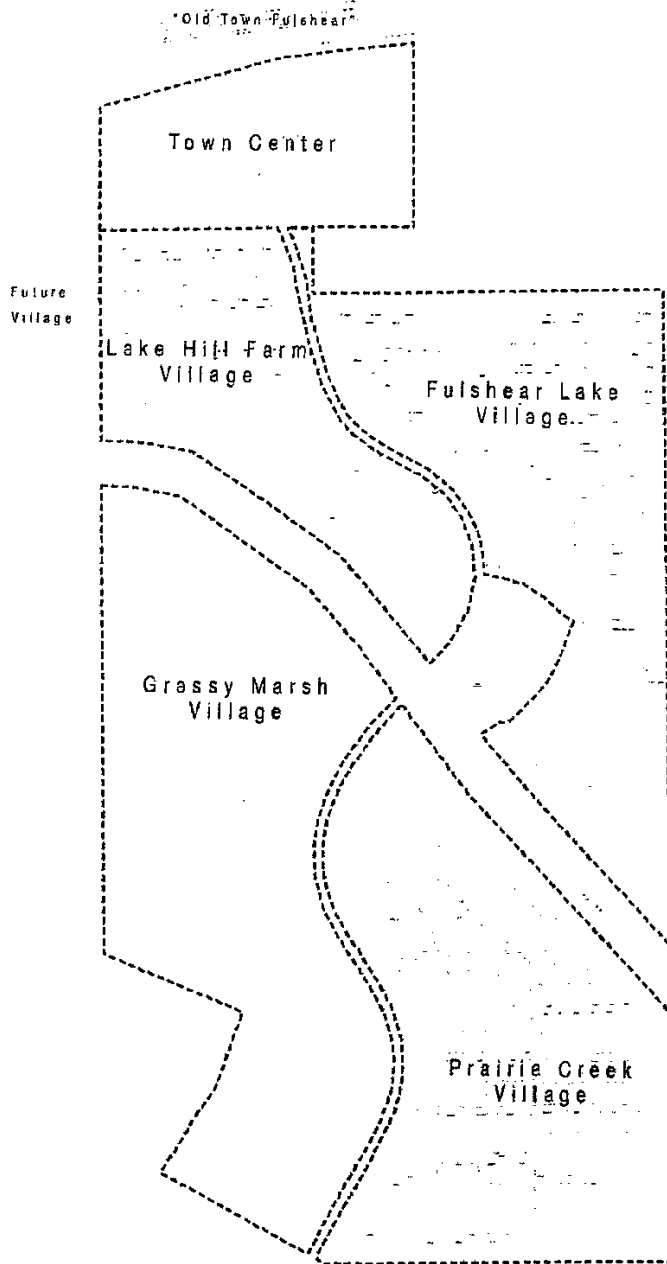 "Old Town Fulshear"
Town Center
Future
Village
Lake Hill Farm
Village
Fulshear Lake
Village
Grassy Marsh
Village
Prairie Creek
Village